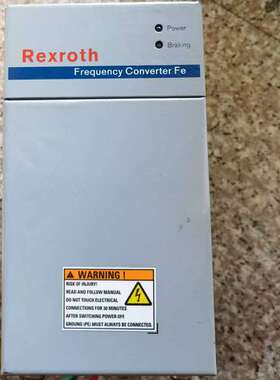 Power
Braking
Rexroth
Frequency Converter Fe
WARNING !
RISK OF INJURY!
READ AND FOLLOW MANUAL
DO NOT TOUCH ELECTRICAL
CONNECTIONS FOR 30 MINUTES
AFTER SWITCHING POWER OFF.
GROUND (PE) MUST ALWAYS BE CONNECTED.